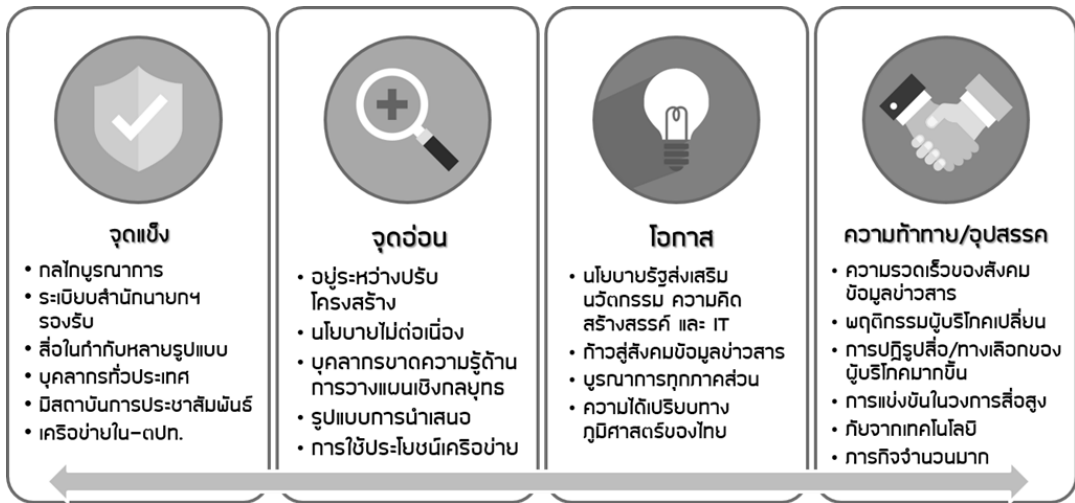 จุดแข็ง
• กลไกบูรณาการ
• ระเบียบสำนักนายกฯ
รองรับ
• สื่อในกำกับหลายรูปแบบ
• บุคลากรทั่วประเทศ
• มีสถาบันการประชาสัมพันธ์
• เครือข่ายใน-ตปท.
จุดอ่อน
• อยู่ระหว่างปรับ
โครงสร้าง
• นโยบายไม่ต่อเนื่อง
• บุคลากรขาดความรู้ด้าน
การวางแผนเชิงกลยุทธ
• รูปแบบการนำเสนอ
• การใช้ประโยชน์เครือข่าย
โอกาส
• นโยบายรัฐส่งเสริม
นวัตกรรม ความคิด
สร้างสรรค์ และ IT
• ก้าวสู่สังคมข้อมูลข่าวสาร
• บูรณาการทุกภาคส่วน
• ความได้เปรียบทาง
ภูมิศาสตร์ของไทย
ความท้าทาย/อุปสรรค
• ความรวดเร็วของสังคม
ข้อมูลข่าวสาร
• พฤติกรรมผู้บริโภคเปลี่ยน
• การปฏิรูปสื่อ/ทางเลือกของ
ผู้บริโภคมากขึ้น
• การแข่งขันในวงการสื่อสูง
• ภัยจากเทคโนโลยี
• ภารกิจจำนวนมาก